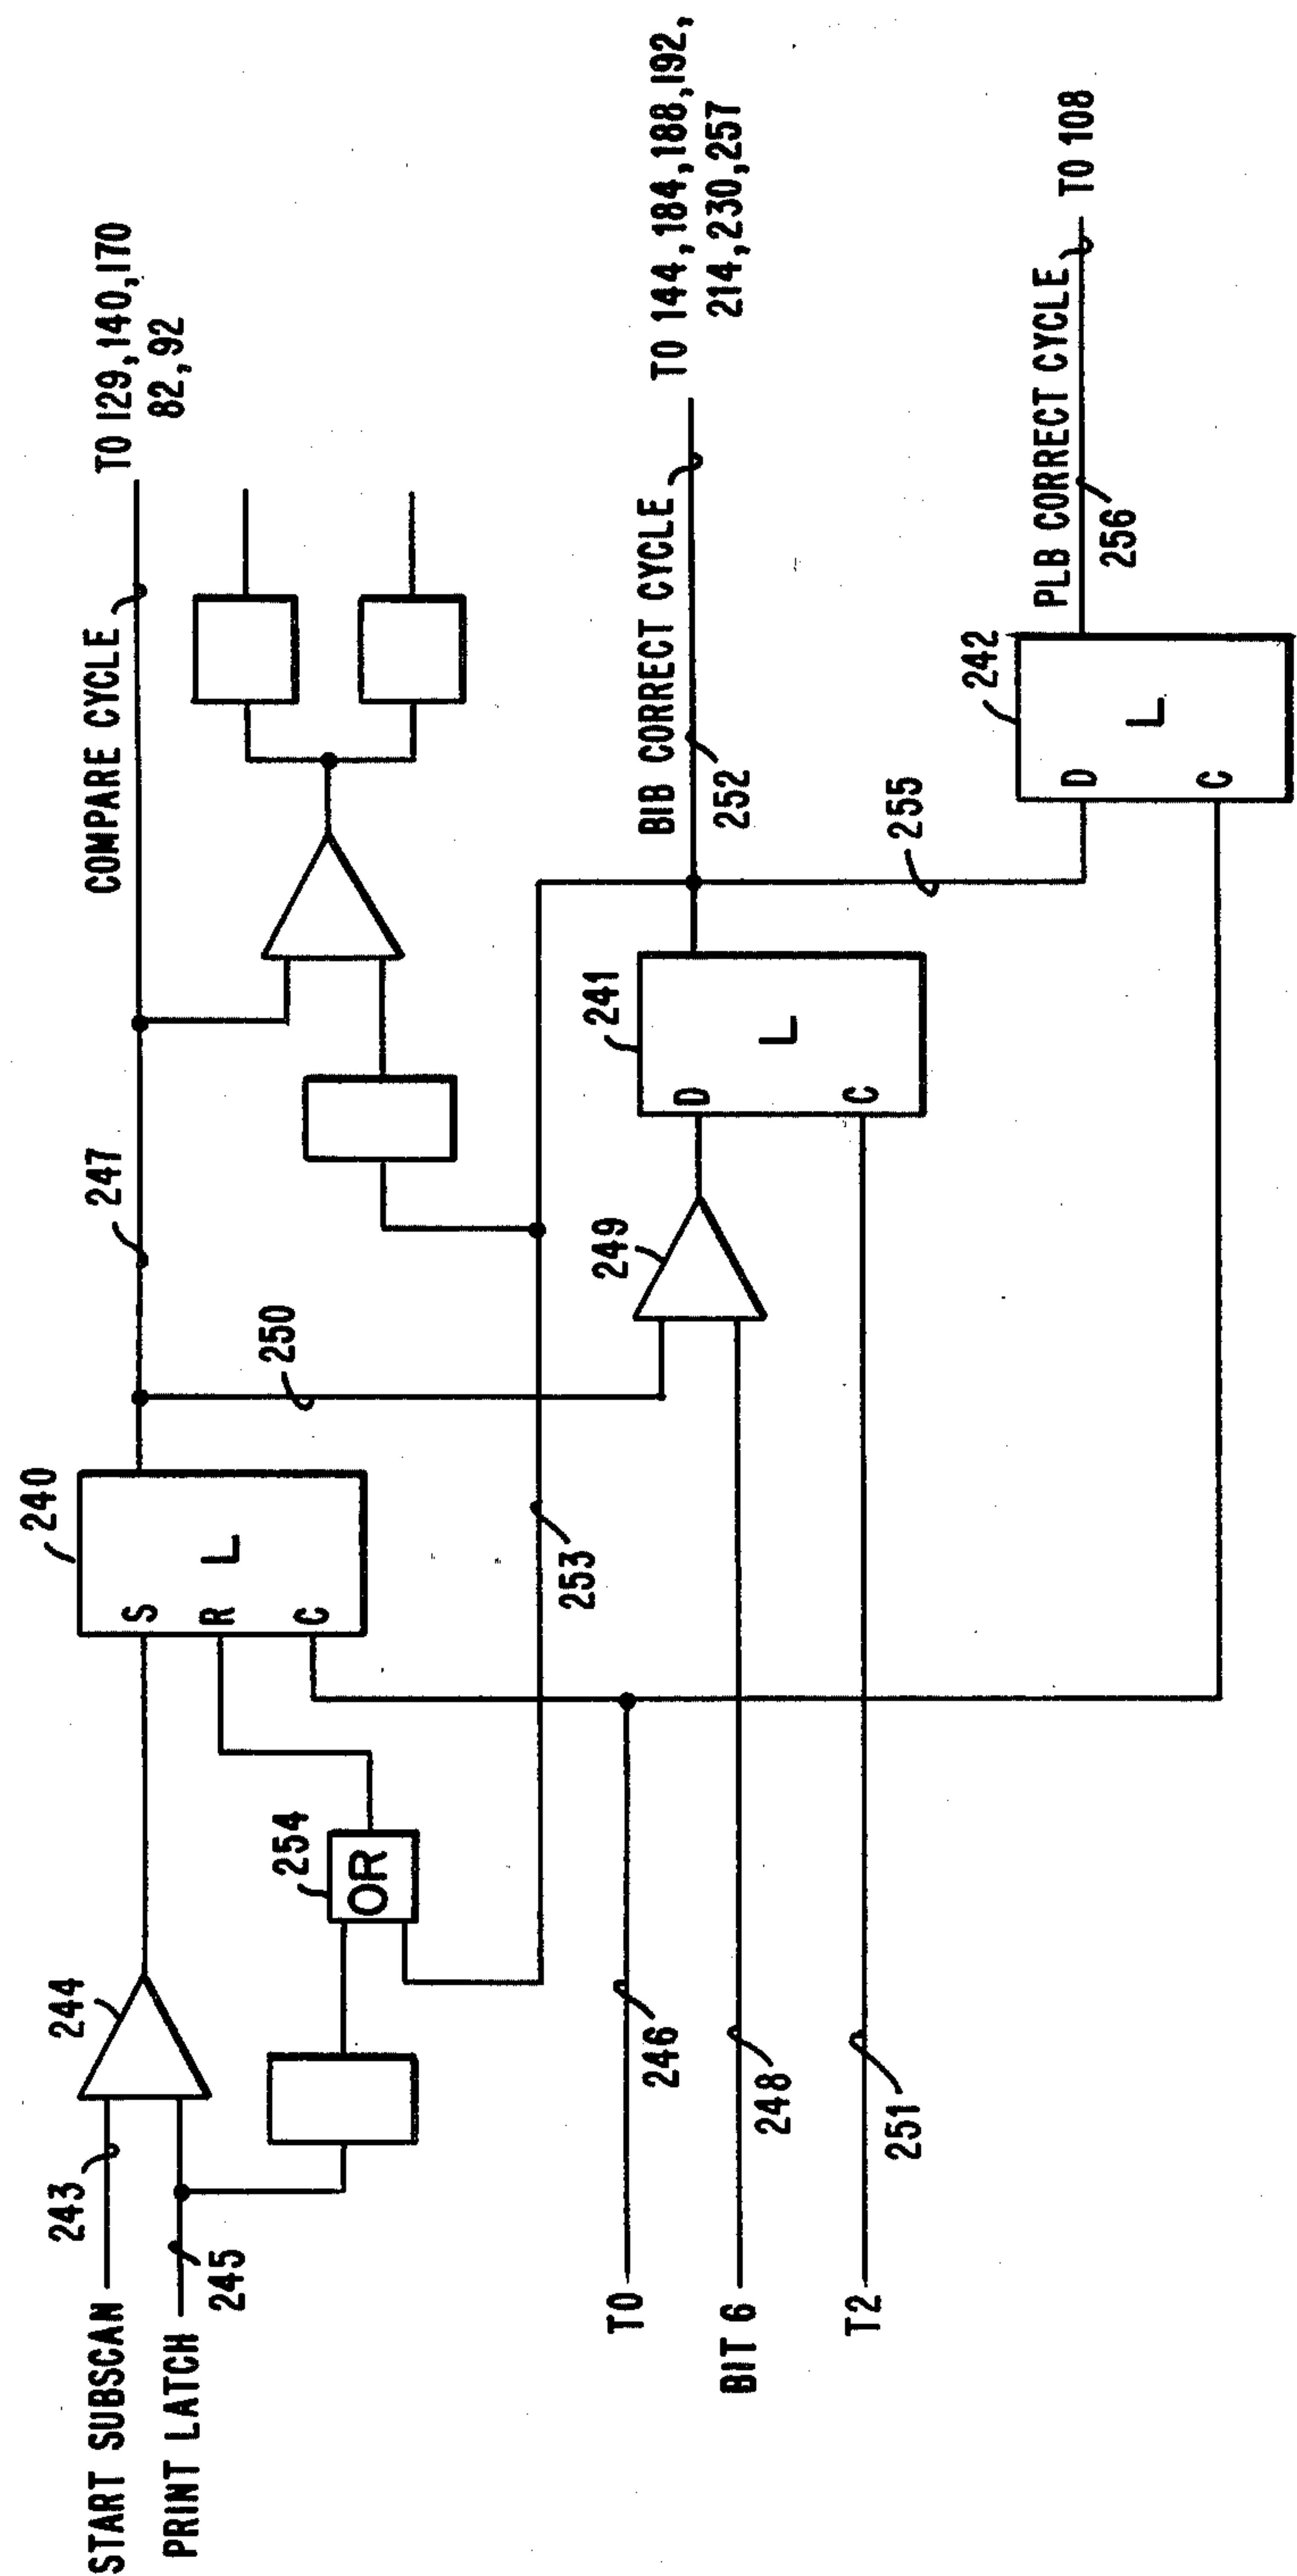 START SUBSCAN
243
PRINT LATCH
245
244
254
OR
240
S
R
C
L
247
COMPARE CYCLE
TO 129,140,170
82,92
250
253
T0
246
BIT 6
248
T2
251
249
241
D
C
L
BIB CORRECT CYCLE
252
TO 144,184,188,192,
214,230,257
255
242
D
C
L
PLB CORRECT CYCLE
256
TO 108